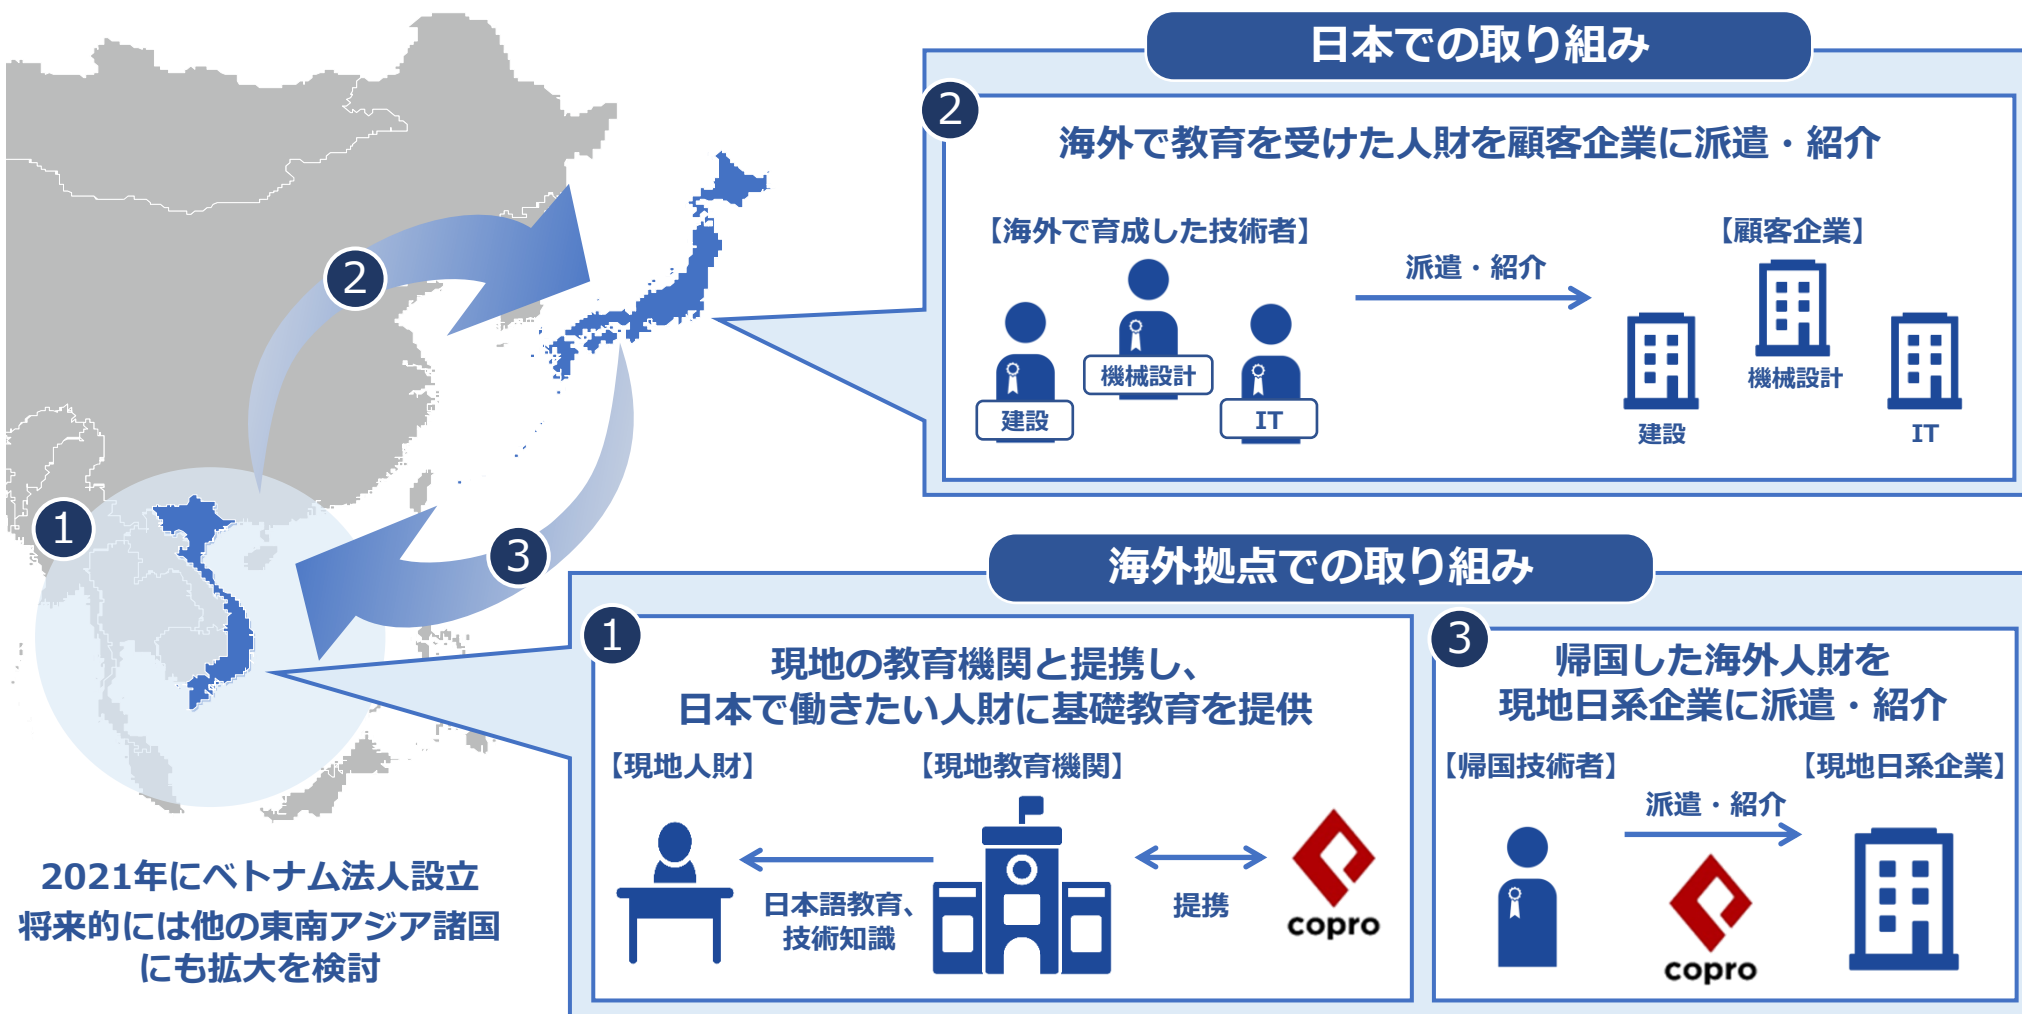 日本での取り組み
2
海外で教育を受けた人財を顧客企業に派遣・紹介
【海外で育成した技術者】
派遣・紹介
【顧客企業】
機械設計
建設
IT
機械設計
建設
IT
2
1
3
2021年にベトナム法人設立
将来的には他の東南アジア諸国
にも拡大を検討
海外拠点での取り組み
1
現地の教育機関と提携し、
日本で働きたい人財に基礎教育を提供
【現地人財】
【現地教育機関】
日本語教育、
技術知識
提携
copro
3
帰国した海外人財を
現地日系企業に派遣・紹介
【帰国技術者】
【現地日系企業】
派遣・紹介
copro